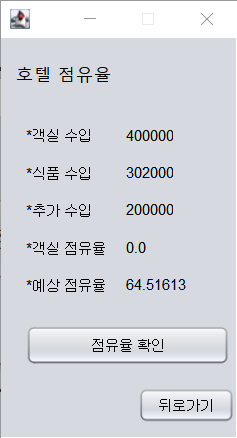 호텔 점유율
*객실 수입 400000
*식품 수입 302000
*추가 수입 200000
*객실 점유율 0.0
*예상 점유율 64.51613
점유율 확인
뒤로가기